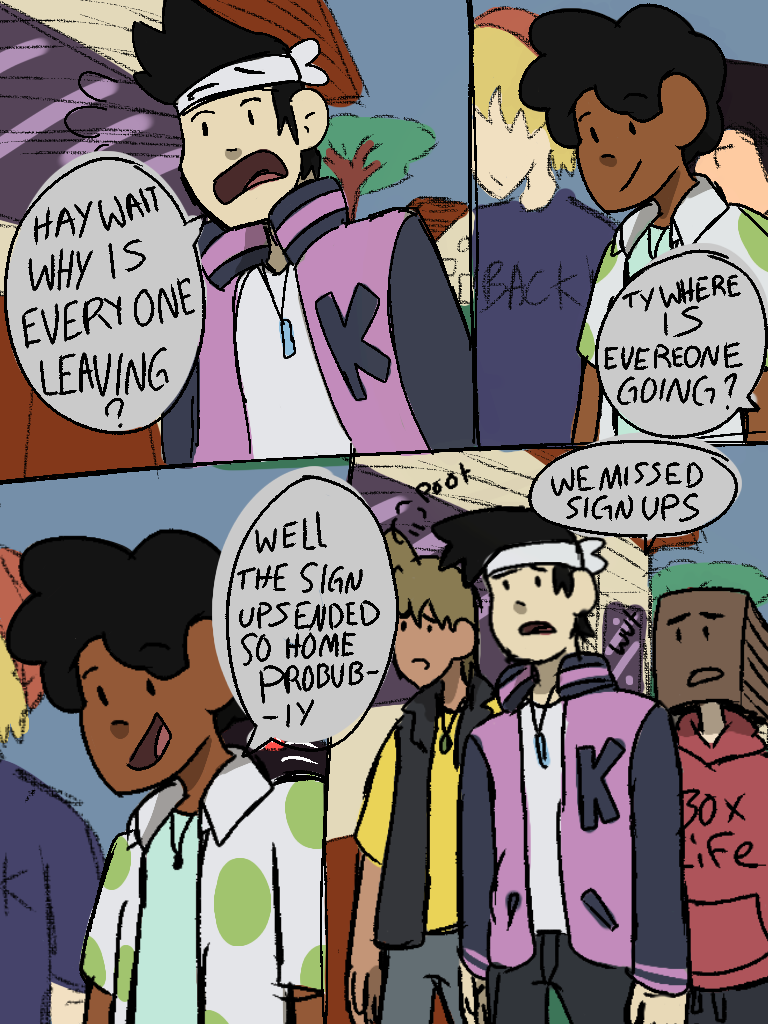 HAY WAIT
WHY IS
EVERY ONE
LEAVING
?
K
BACK
TY WHERE
IS
EVEREONE
GOING?
WELL
THE SIGN
UPS ENDED
SO HOME
PROBUB-
-lY
K
POOt
WE MISSED
SIGN UPS
K
BOX
LiFe